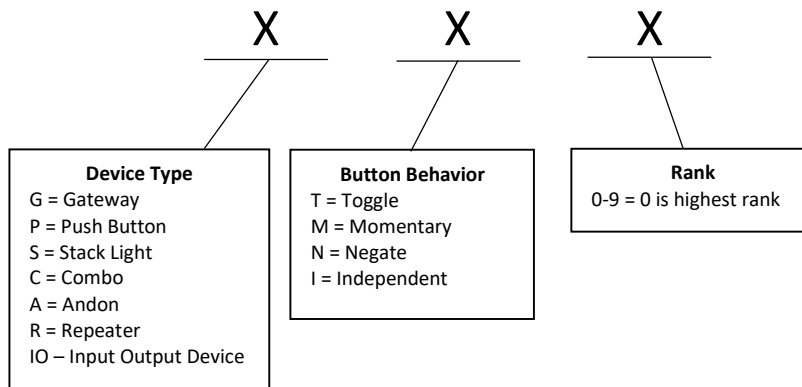 X X X
Device Type
G = Gateway
P = Push Button
S = Stack Light
C = Combo
A = Andon
R = Repeater
IO – Input Output Device
Button Behavior
T = Toggle
M = Momentary
N = Negate
I = Independent
Rank
0-9 = 0 is highest rank